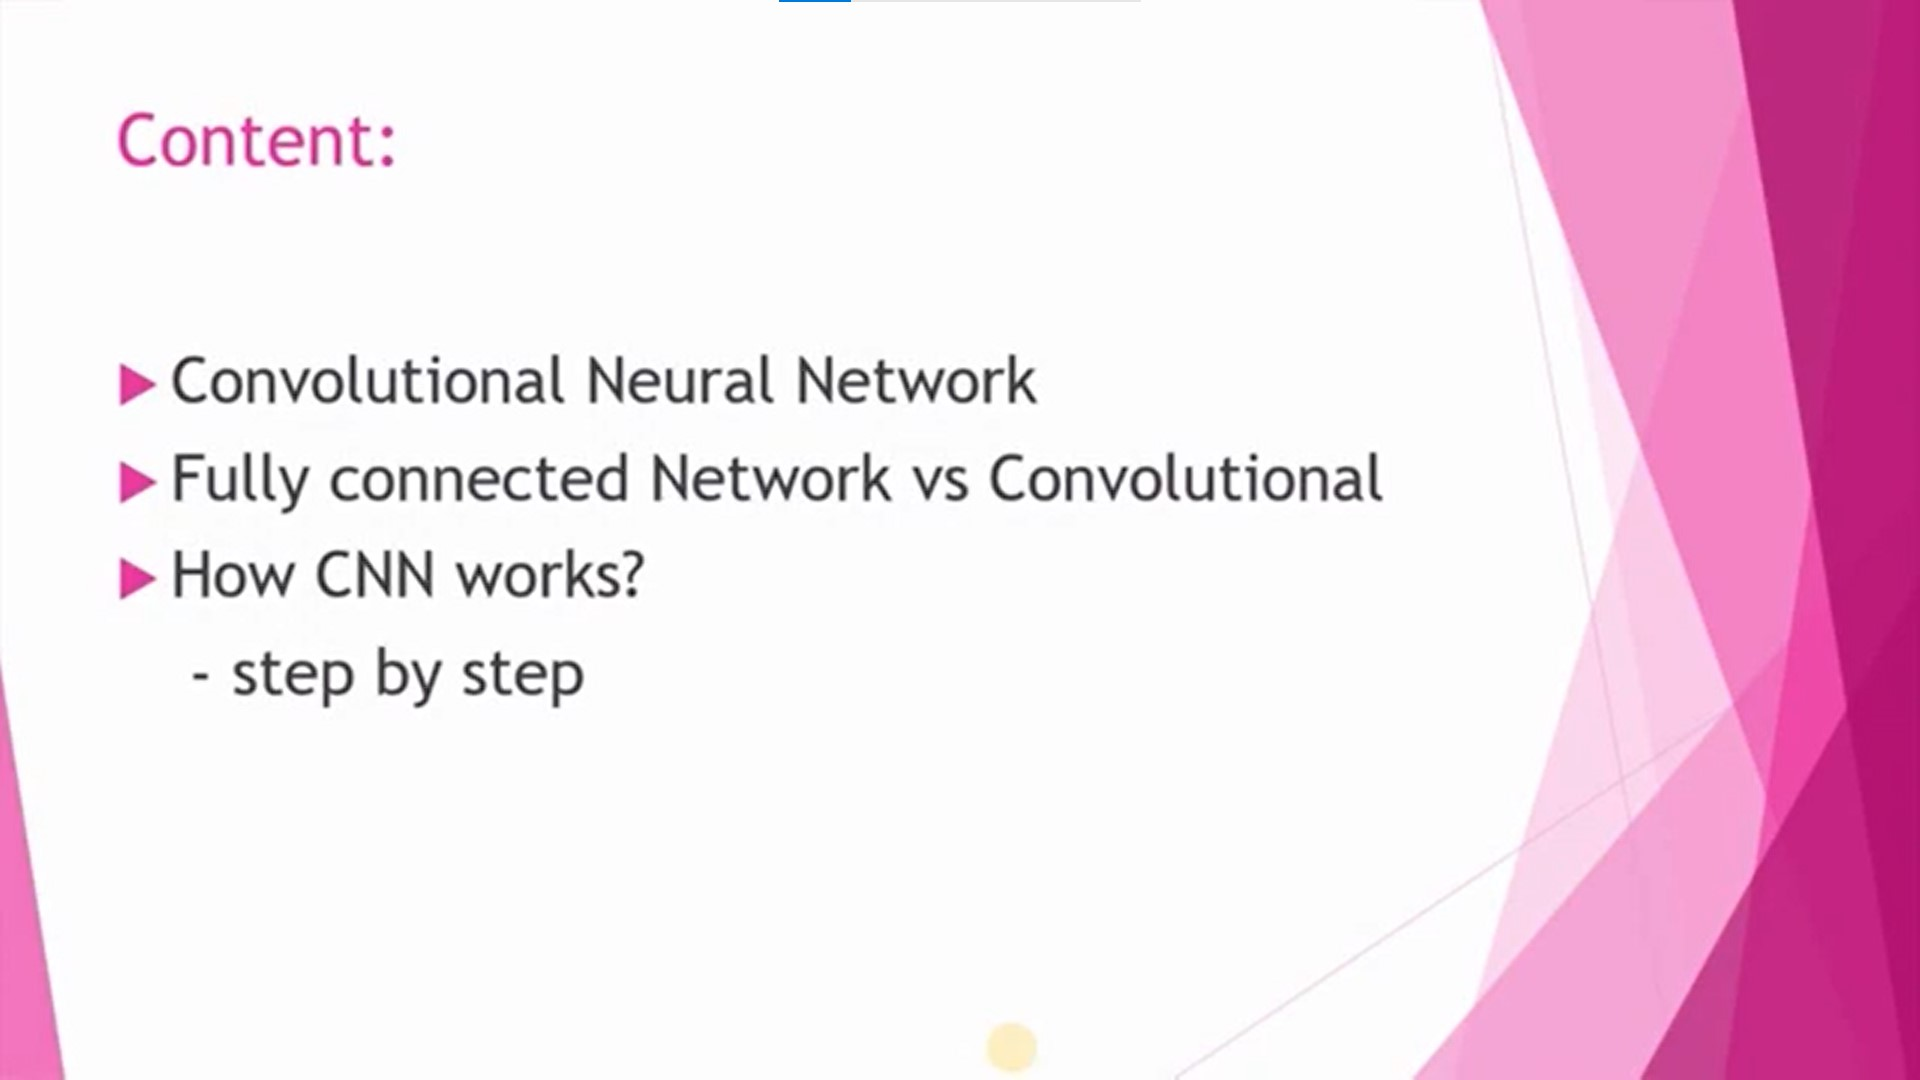 Content:
Convolutional Neural Network
Fully connected Network vs Convolutional
How CNN works?
- step by step